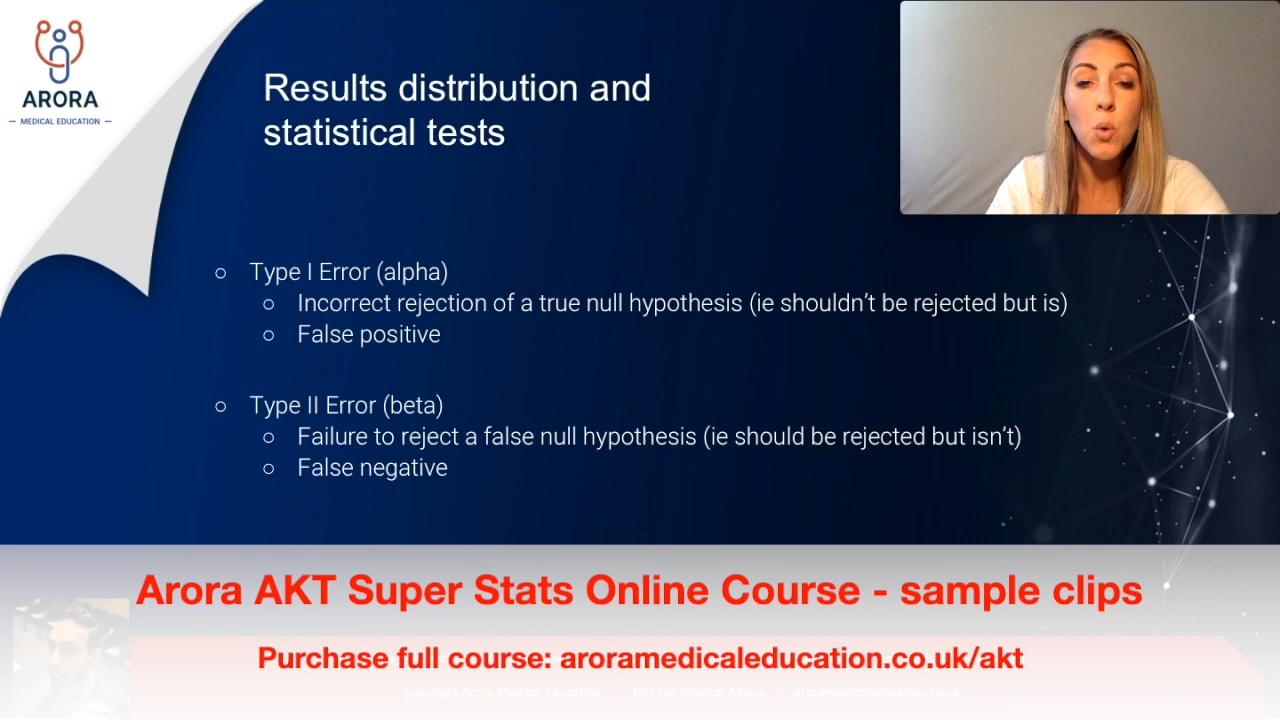 ARORA
MEDICAL EDUCATION
Results distribution and
statistical tests
Type I Error (alpha)
Incorrect rejection of a true null hypothesis (ie shouldn’t be rejected but is)
False positive
Type II Error (beta)
Failure to reject a false null hypothesis (ie should be rejected but isn’t)
False negative
Arora AKT Super Stats Online Course - sample clips
Purchase full course: aroramedicaleducation.co.uk/akt
Copyright Arora Medical Education Not For Medical Advice aroramedicaleducation.co.uk